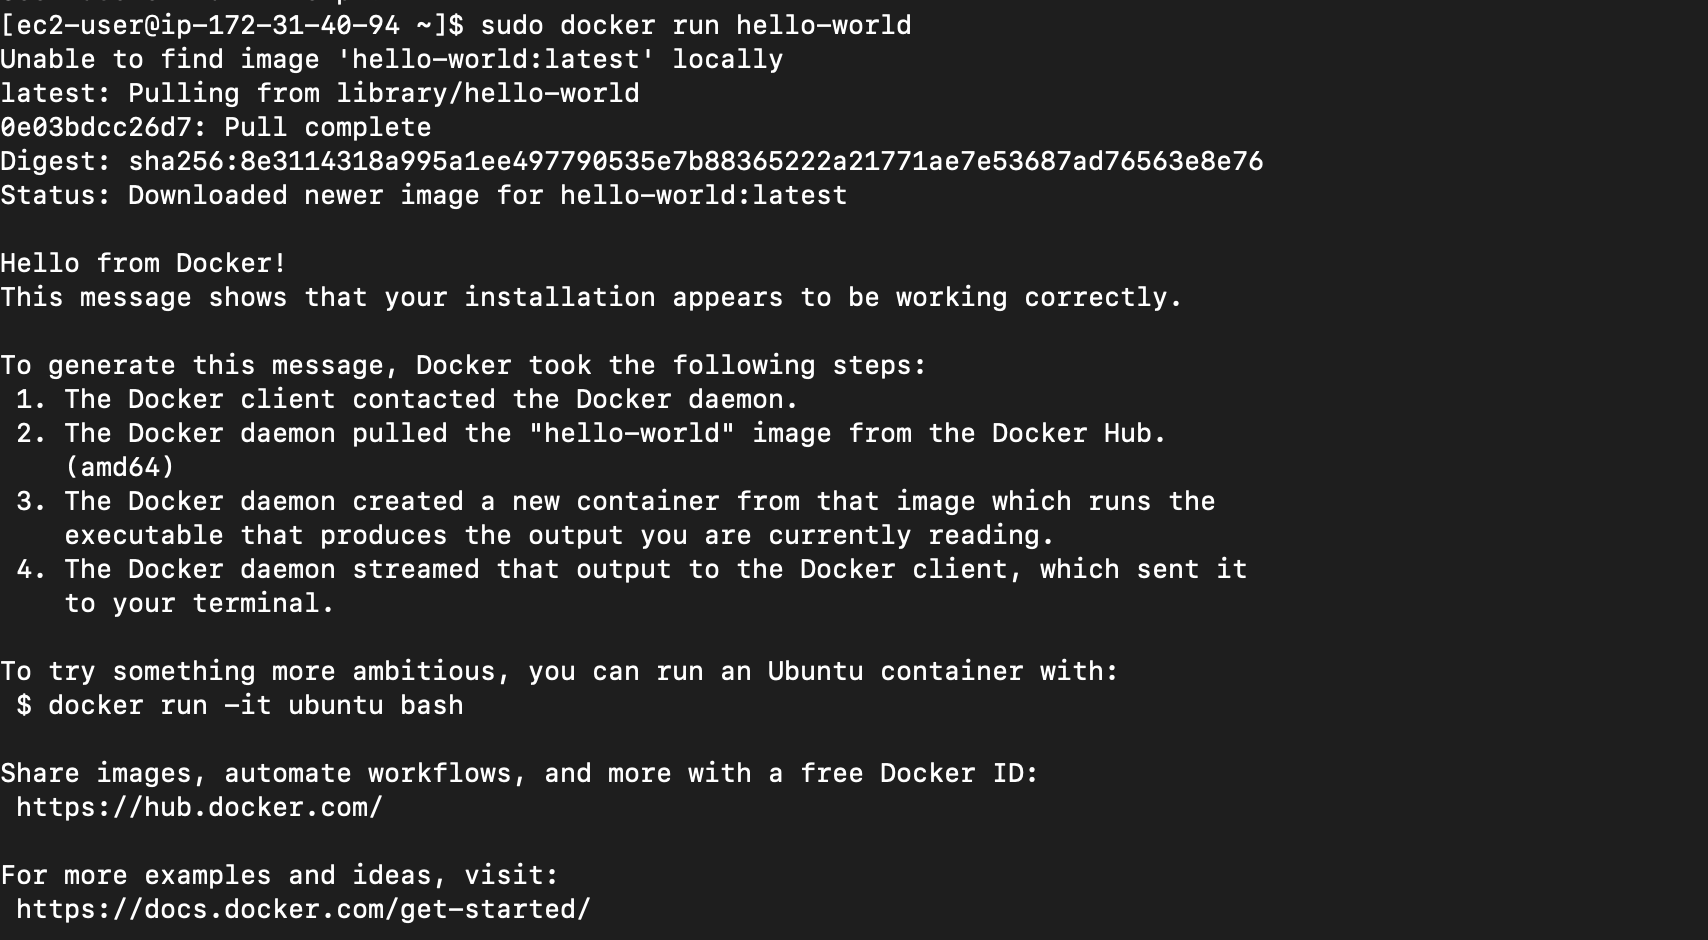 [ec2-user@ip-172-31-40-94 ~]$ sudo docker run hello-world
Unable to find image 'hello-world:latest' locally
latest: Pulling from library/hello-world
0e03bdcc26d7: Pull complete
Digest: sha256:8e3114318a995a1ee497790535e7b88365222a21771ae7e53687ad76563e8e76
Status: Downloaded newer image for hello-world:latest

Hello from Docker!
This message shows that your installation appears to be working correctly.

To generate this message, Docker took the following steps:
 1. The Docker client contacted the Docker daemon.
 2. The Docker daemon pulled the "hello-world" image from the Docker Hub.
    (amd64)
 3. The Docker daemon created a new container from that image which runs the
    executable that produces the output you are currently reading.
 4. The Docker daemon streamed that output to the Docker client, which sent it
    to your terminal.

To try something more ambitious, you can run an Ubuntu container with:
 $ docker run -it ubuntu bash

Share images, automate workflows, and more with a free Docker ID:
 https://hub.docker.com/

For more examples and ideas, visit:
 https://docs.docker.com/get-started/